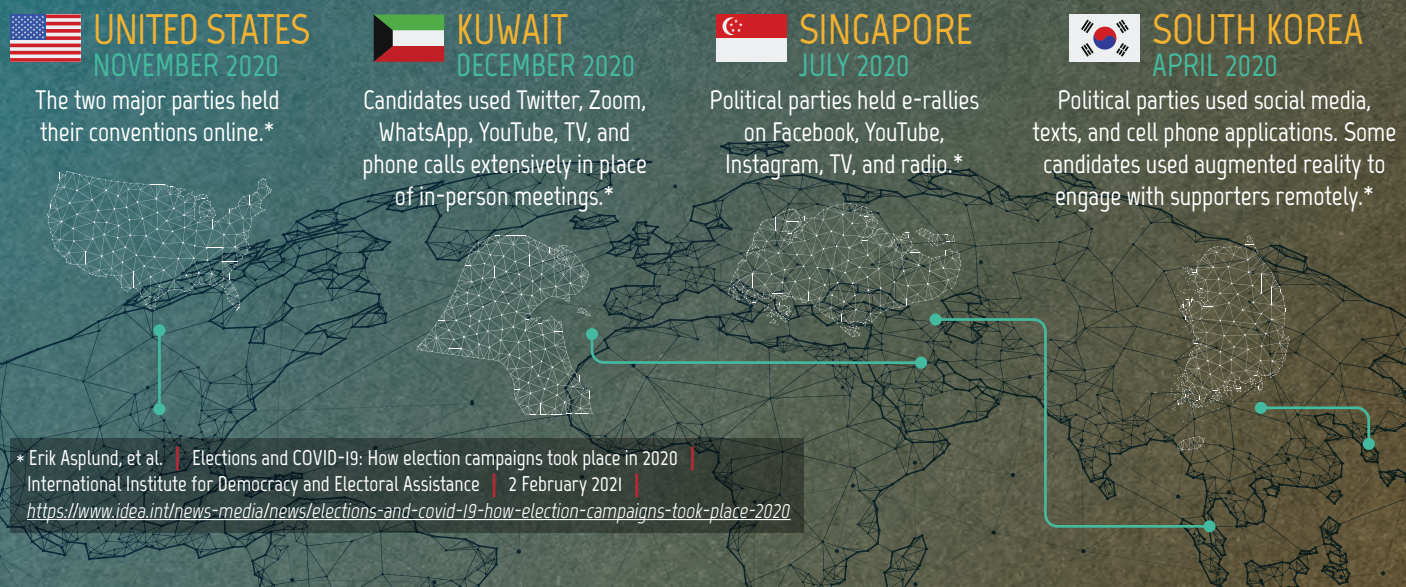 UNITED STATES
NOVEMBER 2020
The two major parties held
their conventions online.*
KUWAIT
DECEMBER 2020
Candidates used Twitter, Zoom,
WhatsApp, YouTube, TV, and
phone calls extensively in place
of in-person meetings.*
SINGAPORE
JULY 2020
Political parties held e-rallies
on Facebook, YouTube,
Instagram, TV, and radio.*
SOUTH KOREA
APRIL 2020
Political parties used social media,
texts, and cell phone applications. Some
candidates used augmented reality to
engage with supporters remotely.*
* Erik Asplund, et al. | Elections and COVID-19: How election campaigns took place in 2020 |
International Institute for Democracy and Electoral Assistance | 2 February 2021 |
https://www.idea.int/news-media/news/elections-and-covid-19-how-election-campaigns-took-place-2020